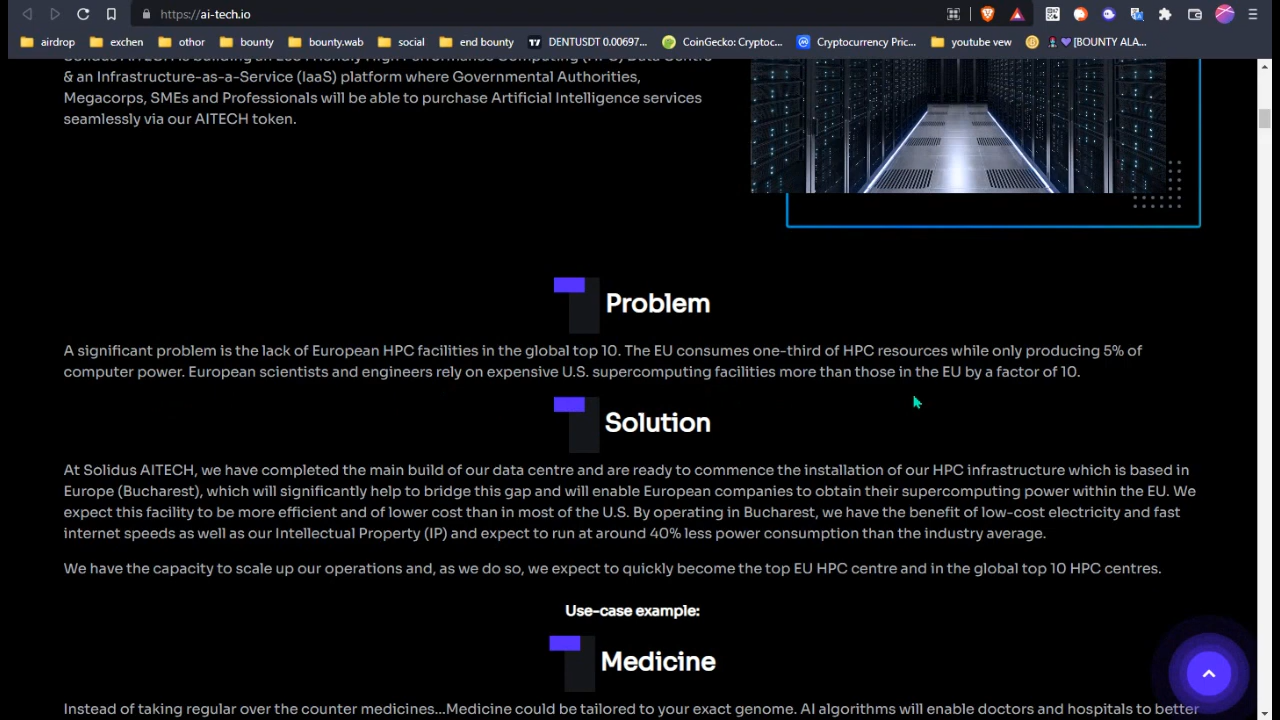 https://ai-tech.io
airdrop
exchen
othor
bounty
bounty.wab
social
end bounty
DENTUSDT 0.00697...
CoinGecko: Cryptoc...
Cryptocurrency Pric...
youtube vew
[BOUNTY ALA...
& an Infrastructure-as-a-Service (IaaS) platform where Governmental Authorities,
Megacorps, SMEs and Professionals will be able to purchase Artificial Intelligence services
seamlessly via our AITECH token.
Problem
A significant problem is the lack of European HPC facilities in the global top 10. The EU consumes one-third of HPC resources while only producing 5% of
computer power. European scientists and engineers rely on expensive U.S. supercomputing facilities more than those in the EU by a factor of 10.
Solution
At Solidus AITECH, we have completed the main build of our data centre and are ready to commence the installation of our HPC infrastructure which is based in
Europe (Bucharest), which will significantly help to bridge this gap and will enable European companies to obtain their supercomputing power within the EU. We
expect this facility to be more efficient and of lower cost than in most of the U.S. By operating in Bucharest, we have the benefit of low-cost electricity and fast
internet speeds as well as our Intellectual Property (IP) and expect to run at around 40% less power consumption than the industry average.
We have the capacity to scale up our operations and, as we do so, we expect to quickly become the top EU HPC centre and in the global top 10 HPC centres.
Use-case example:
Medicine
Instead of taking regular over the counter medicines...Medicine could be tailored to your exact genome. AI algorithms will enable doctors and hospitals to better